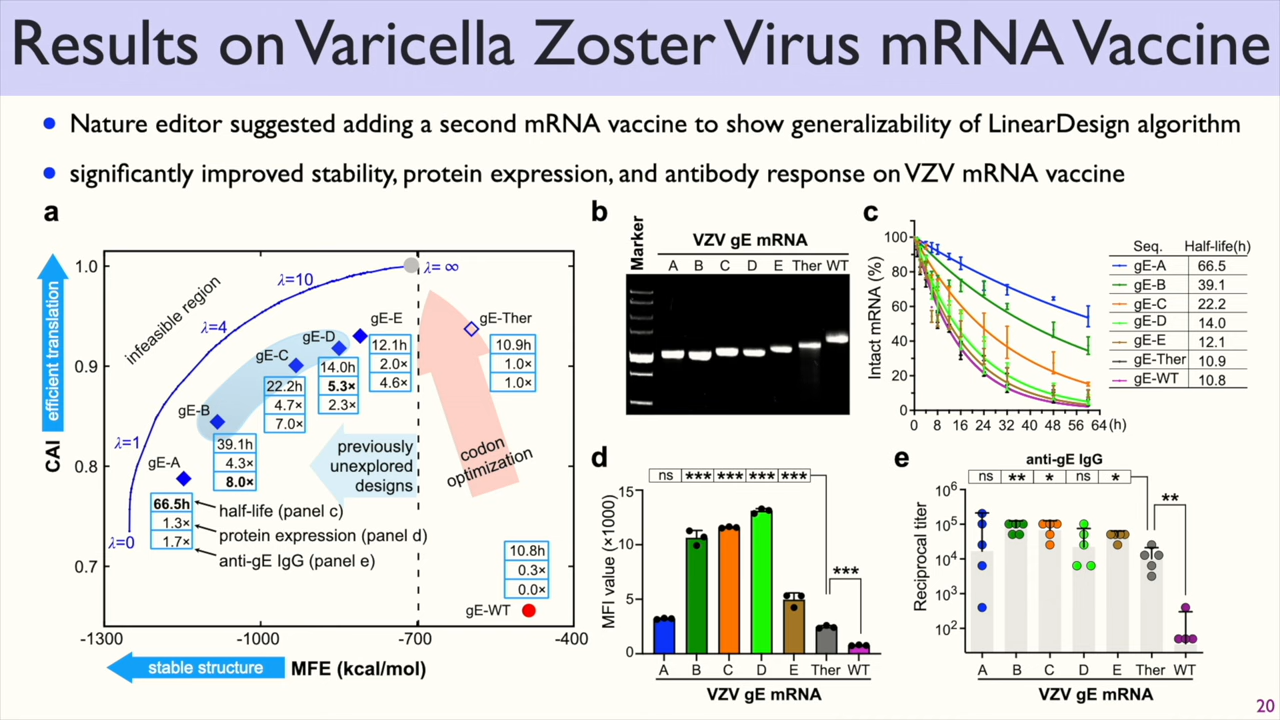 Results on Varicella Zoster Virus mRNA Vaccine
• Nature editor suggested adding a second mRNA vaccine to show generalizability of LinearDesign algorithm
• significantly improved stability, protein expression, and antibody response on VZV mRNA vaccine
a
efficient translation
CAI
1.0
0.9
0.8
0.7
-1300
-1000
-700
-400
stable structure
MFE (kcal/mol)
infeasible region
λ=0
λ=1
λ=4
λ=10
λ= ∞
gE-A
66.5h
1.3×
1.7×
half-life (panel c)
protein expression (panel d)
anti-gE IgG (panel e)
gE-B
39.1h
4.3×
8.0×
gE-C
22.2h
4.7×
7.0×
gE-D
14.0h
5.3×
2.3×
gE-E
12.1h
2.0×
4.6×
gE-Ther
10.9h
1.0×
1.0×
10.8h
0.3×
0.0×
gE-WT
previously
unexplored
designs
codon
optimization
b
Marker
VZV gE mRNA
A B C D E Ther WT
c
Intact mRNA (%)
100
80
60
40
20
0
0 8 16 24 32 40 48 56 64 (h)
Seq. Half-life(h)
gE-A 66.5
gE-B 39.1
gE-C 22.2
gE-D 14.0
gE-E 12.1
gE-Ther 10.9
gE-WT 10.8
d
ns *** *** *** ***
***
MFI value (×1000)
15
10
5
0
A B C D E Ther WT
VZV gE mRNA
e
anti-gE IgG
ns ** * ns *
**
Reciprocal titer
10⁶
10⁵
10⁴
10³
10²
A B C D E Ther WT
VZV gE mRNA
20